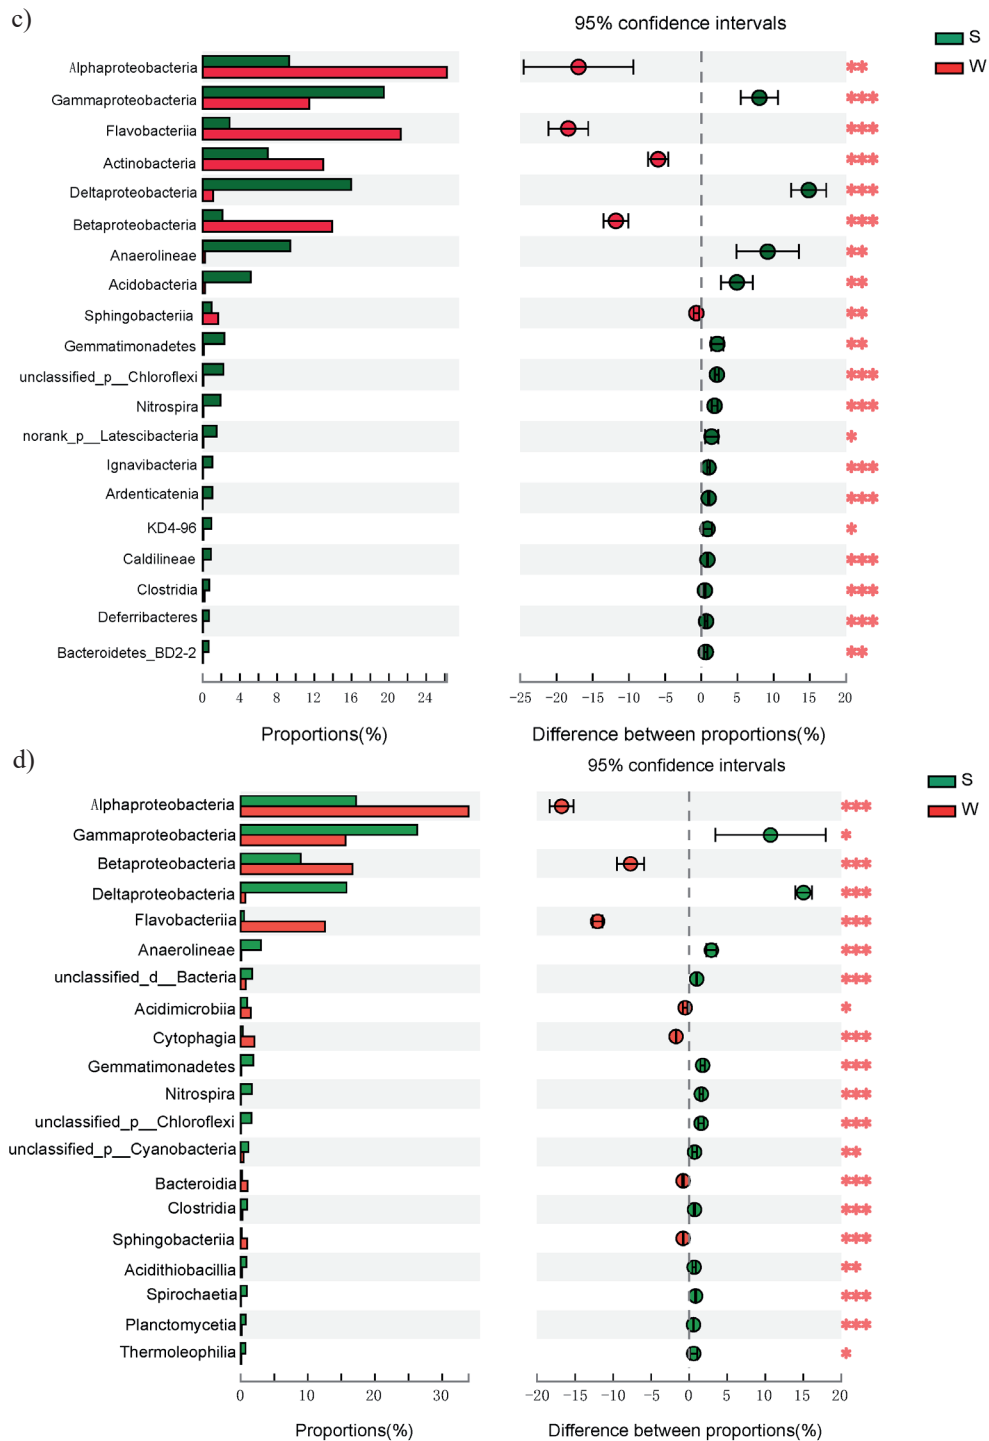 c)
95% confidence intervals
S
W
Alphaproteobacteria
**
Gammaproteobacteria
***
Flavobacteriia
***
Actinobacteria
***
Deltaproteobacteria
***
Betaproteobacteria
***
Anaerolineae
**
Acidobacteria
**
Sphingobacteriia
**
Gemmatimonadetes
**
unclassified_p__Chloroflexi
***
Nitrospira
***
norank_p__Latescibacteria
*
Ignavibacteria
***
Ardenticatenia
***
KD4-96
*
Caldilineae
***
Clostridia
***
Deferribacteres
***
Bacteroidetes_BD2-2
**
0 4 8 12 16 20 24 26 -25 -20 -15 -10 -5 0 5 10 15 20
Proportions(%) Difference between proportions(%)
d)
95% confidence intervals
S
W
Alphaproteobacteria
***
Gammaproteobacteria
*
Betaproteobacteria
***
Deltaproteobacteria
***
Flavobacteriia
***
Anaerolineae
***
unclassified_d__Bacteria
***
Acidimicrobiia
*
Cytophagia
***
Gemmatimonadetes
***
Nitrospira
***
unclassified_p__Chloroflexi
***
unclassified_p__Cyanobacteria
**
Bacteroidia
***
Clostridia
***
Sphingobacteriia
***
Acidithiobacillia
**
Spirochaetia
***
Planctomycetia
***
Thermoleophilia
*
0 10 20 30 -20 -15 -10 -5 0 5 10 15 20
Proportions(%) Difference between proportions(%)